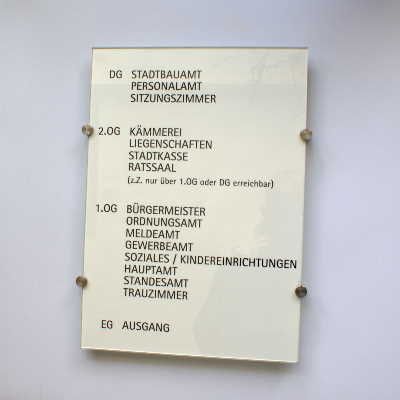 DG STADTBAUAMT
PERSONALAMT
SITZUNGSZIMMER
2.OG KÄMMEREI
LIEGENSCHAFTEN
STADTKASSE
RATSSAAL
(z.Z. nur über 1.OG oder DG erreichbar)
1.OG BÜRGERMEISTER
ORDNUNGSAMT
MELDEAMT
GEWERBEAMT
SOZIALES / KINDEREINRICHTUNGEN
HAUPTAMT
STANDESAMT
TRAUZIMMER
EG AUSGANG